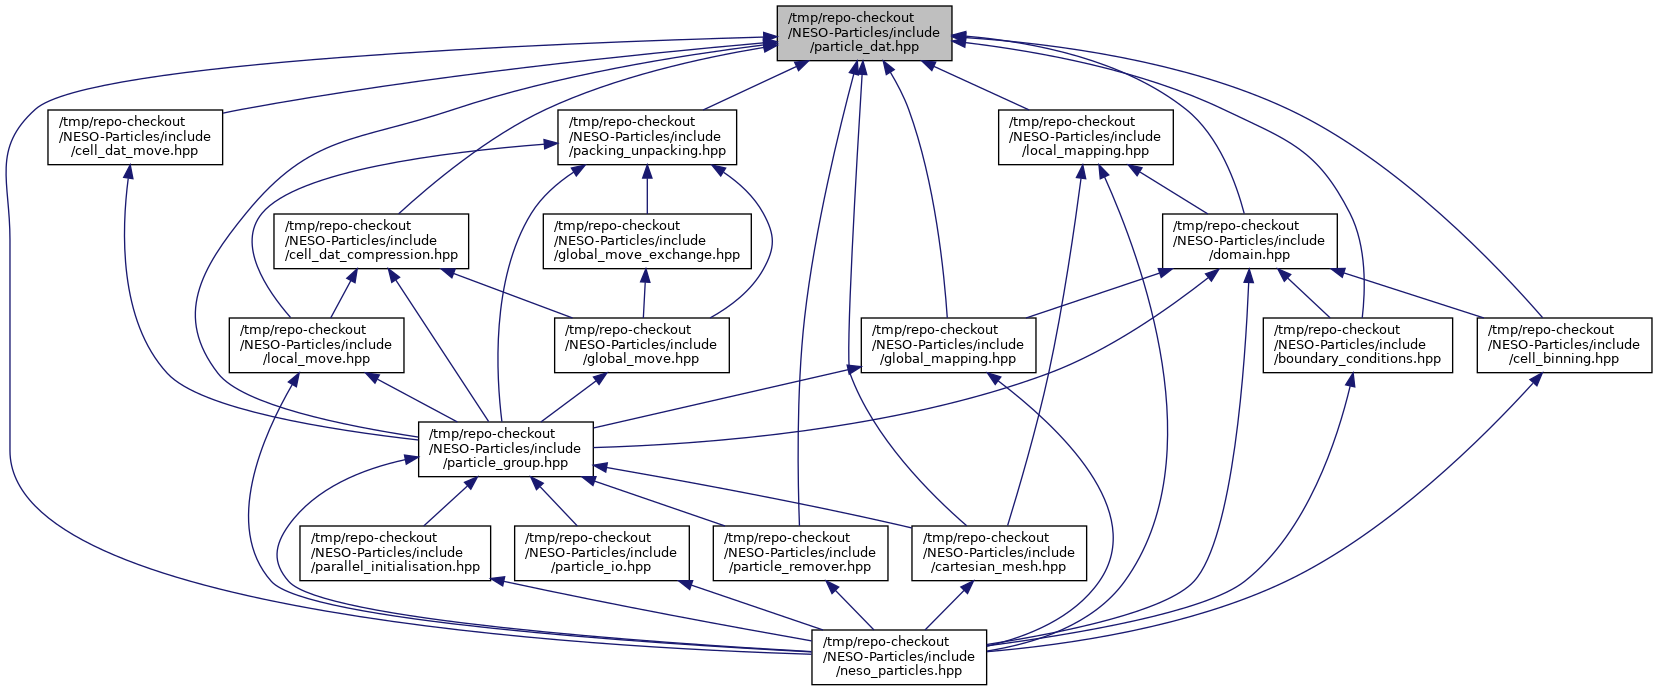 /tmp/repo-checkout
/NESO-Particles/include
/particle_dat.hpp
/tmp/repo-checkout
/NESO-Particles/include
/cell_dat_move.hpp
/tmp/repo-checkout
/NESO-Particles/include
/packing_unpacking.hpp
/tmp/repo-checkout
/NESO-Particles/include
/local_mapping.hpp
/tmp/repo-checkout
/NESO-Particles/include
/cell_dat_compression.hpp
/tmp/repo-checkout
/NESO-Particles/include
/global_move_exchange.hpp
/tmp/repo-checkout
/NESO-Particles/include
/domain.hpp
/tmp/repo-checkout
/NESO-Particles/include
/local_move.hpp
/tmp/repo-checkout
/NESO-Particles/include
/global_move.hpp
/tmp/repo-checkout
/NESO-Particles/include
/global_mapping.hpp
/tmp/repo-checkout
/NESO-Particles/include
/boundary_conditions.hpp
/tmp/repo-checkout
/NESO-Particles/include
/cell_binning.hpp
/tmp/repo-checkout
/NESO-Particles/include
/particle_group.hpp
/tmp/repo-checkout
/NESO-Particles/include
/parallel_initialisation.hpp
/tmp/repo-checkout
/NESO-Particles/include
/particle_io.hpp
/tmp/repo-checkout
/NESO-Particles/include
/particle_remover.hpp
/tmp/repo-checkout
/NESO-Particles/include
/cartesian_mesh.hpp
/tmp/repo-checkout
/NESO-Particles/include
/neso_particles.hpp